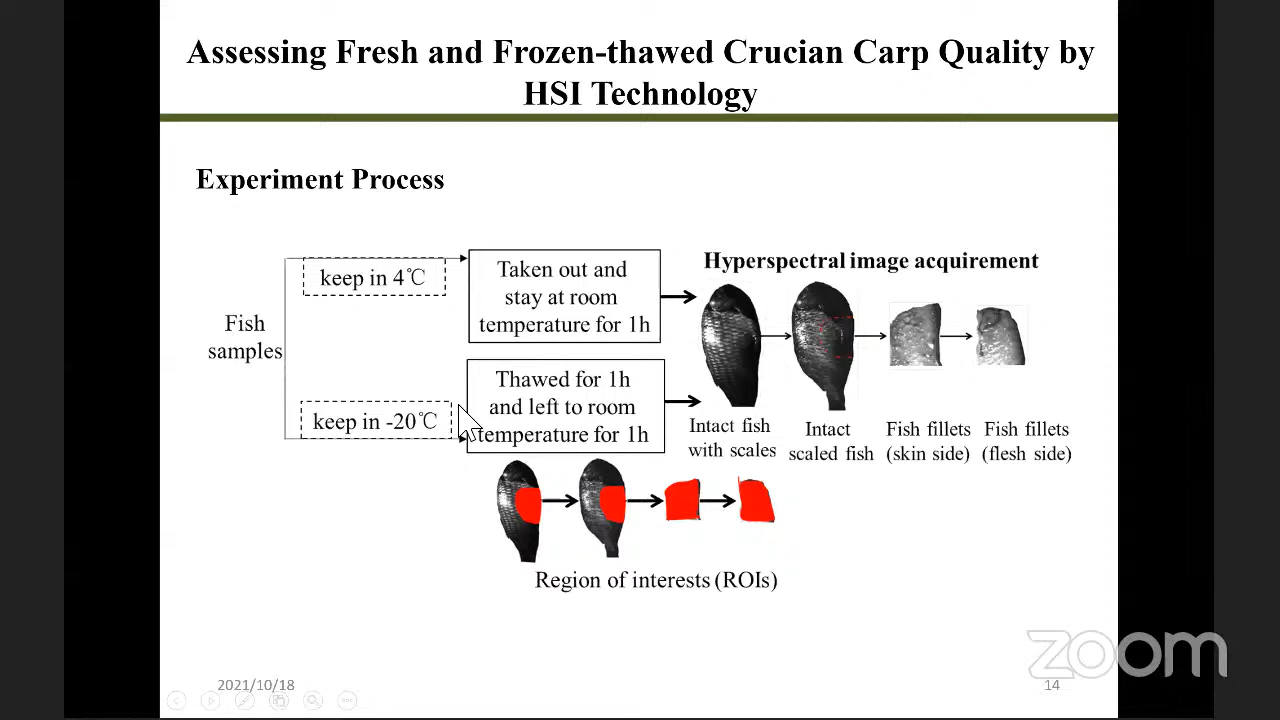 Assessing Fresh and Frozen-thawed Crucian Carp Quality by
HSI Technology
Experiment Process
Fish
samples
keep in 4℃
Taken out and
stay at room
temperature for 1h
keep in -20℃
Thawed for 1h
and left to room
temperature for 1h
Hyperspectral image acquirement
Intact fish
with scales
Intact
scaled fish
Fish fillets
(skin side)
Fish fillets
(flesh side)
Region of interests (ROIs)
zoom
2021/10/18
14